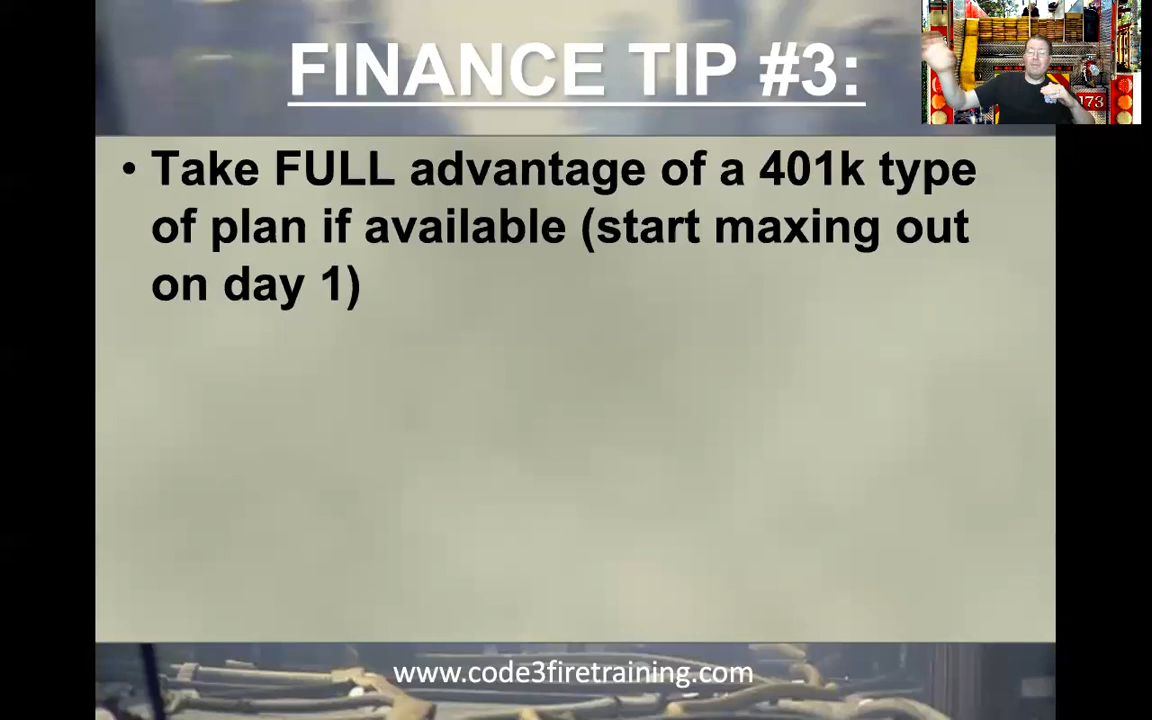 FINANCE TIP #3:
173
• Take FULL advantage of a 401k type
of plan if available (start maxing out
on day 1)
www.code3firetraining.com